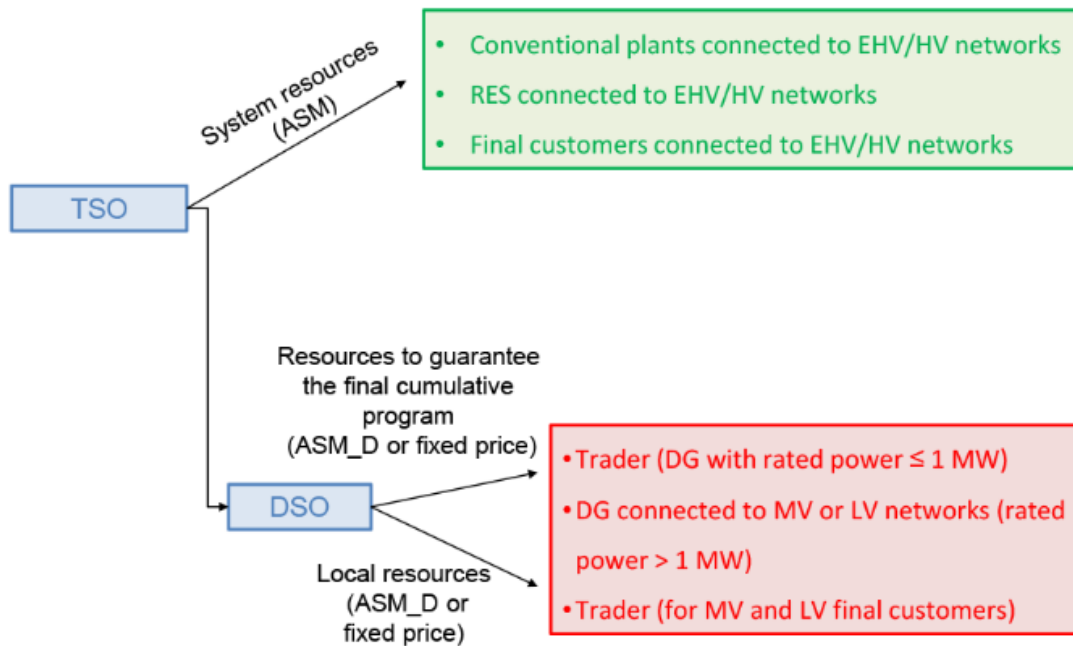 System resources
(ASM)
• Conventional plants connected to EHV/HV networks
• RES connected to EHV/HV networks
• Final customers connected to EHV/HV networks
TSO
Resources to guarantee
the final cumulative
program
(ASM_D or fixed price)
DSO
Local resources
(ASM_D or
fixed price)
• Trader (DG with rated power ≤ 1 MW)
• DG connected to MV or LV networks (rated
power > 1 MW)
• Trader (for MV and LV final customers)